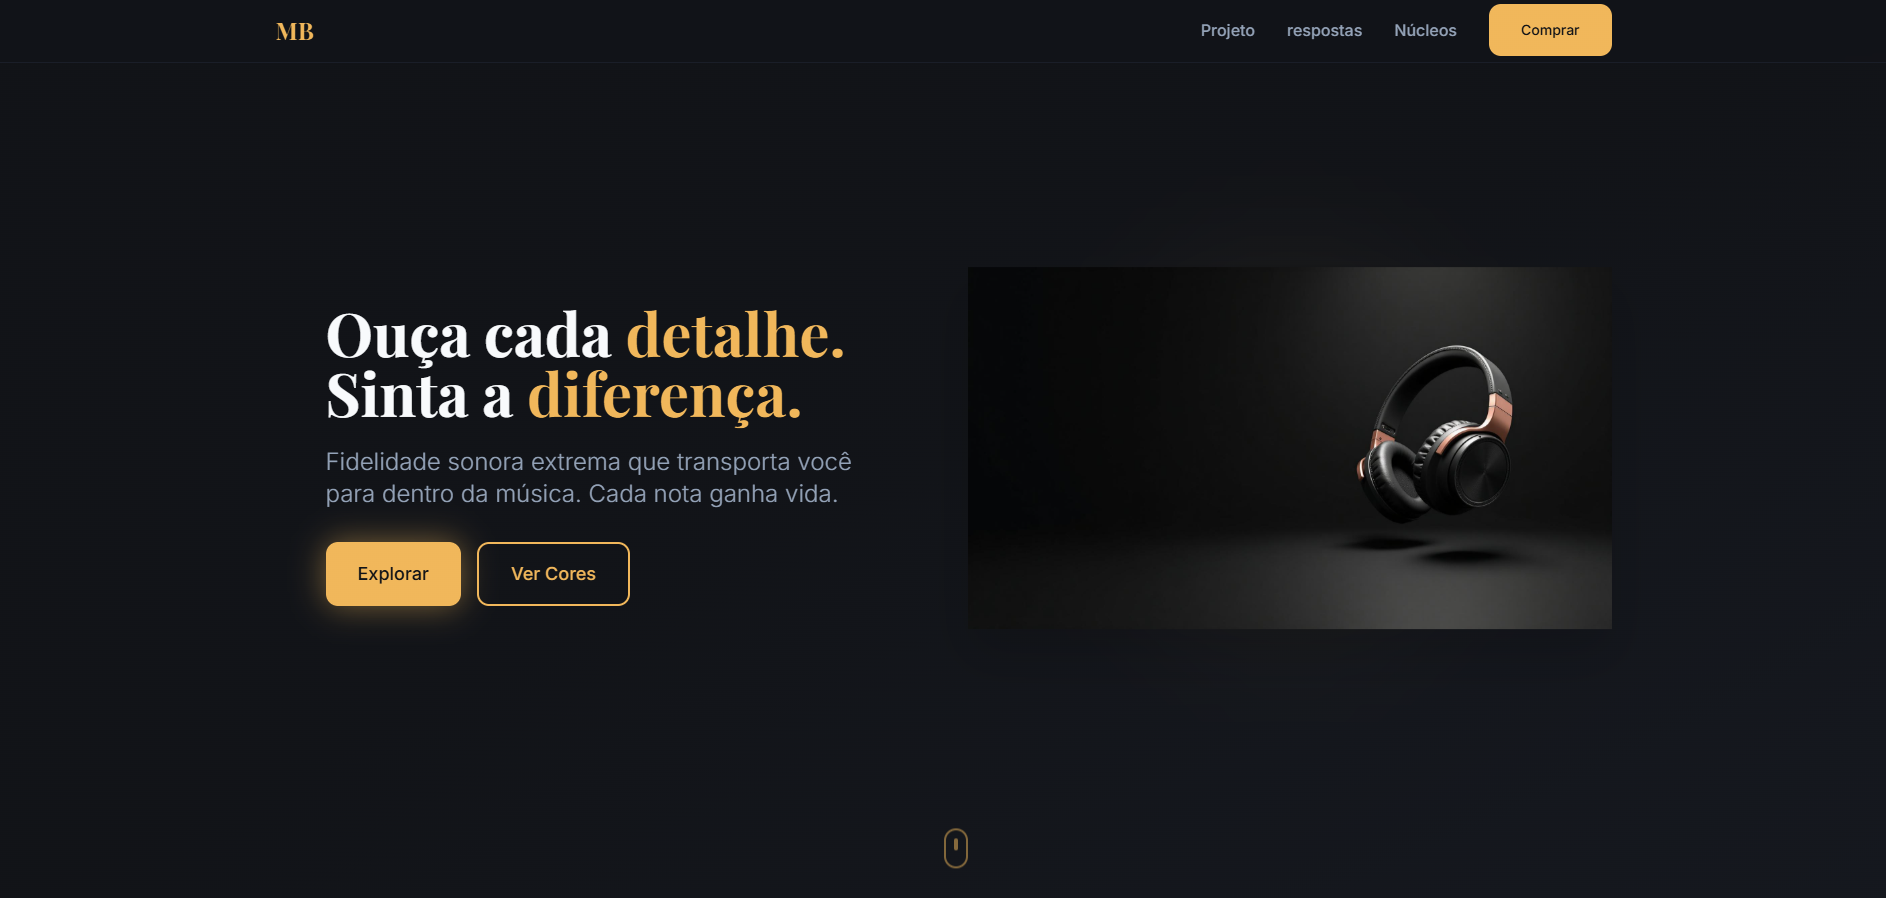 MB
Projeto
respostas
Núcleos
Comprar
Ouça cada detalhe.
Sinta a diferença.
Fidelidade sonora extrema que transporta você
para dentro da música. Cada nota ganha vida.
Explorar
Ver Cores